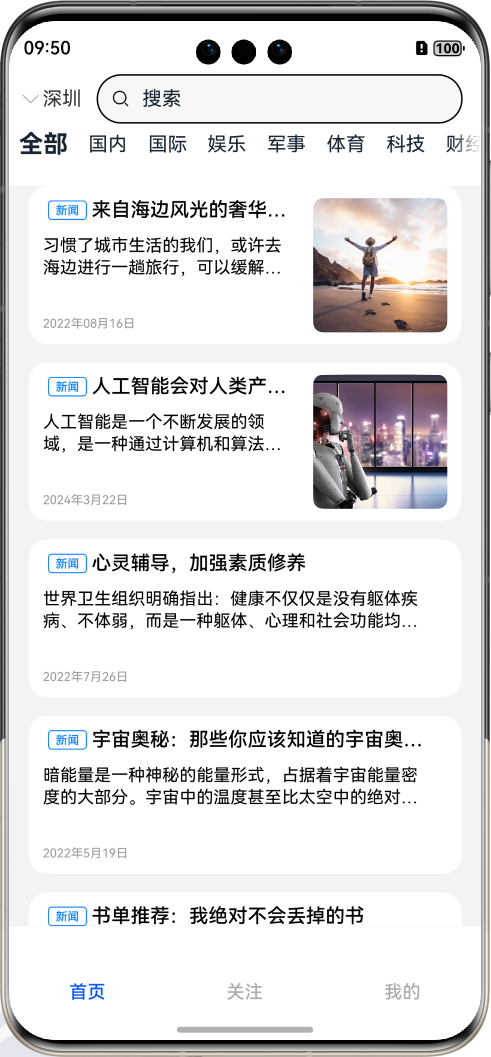 09:50
100
深圳
搜索
全部 国内 国际 娱乐 军事 体育 科技 财经
新闻 来自海边风光的奢华…
习惯了城市生活的我们，或许去
海边进行一趟旅行，可以缓解…
2022年08月16日
新闻 人工智能会对人类产…
人工智能是一个不断发展的领
域，是一种通过计算机和算法…
2024年3月22日
新闻 心灵辅导，加强素质修养
世界卫生组织明确指出：健康不仅仅是没有躯体疾
病、不体弱，而是一种躯体、心理和社会功能均…
2022年7月26日
新闻 宇宙奥秘：那些你应该知道的宇宙奥…
暗能量是一种神秘的能量形式，占据着宇宙能量密
度的大部分。宇宙中的温度甚至比太空中的绝对…
2022年5月19日
新闻 书单推荐：我绝对不会丢掉的书
首页 关注 我的